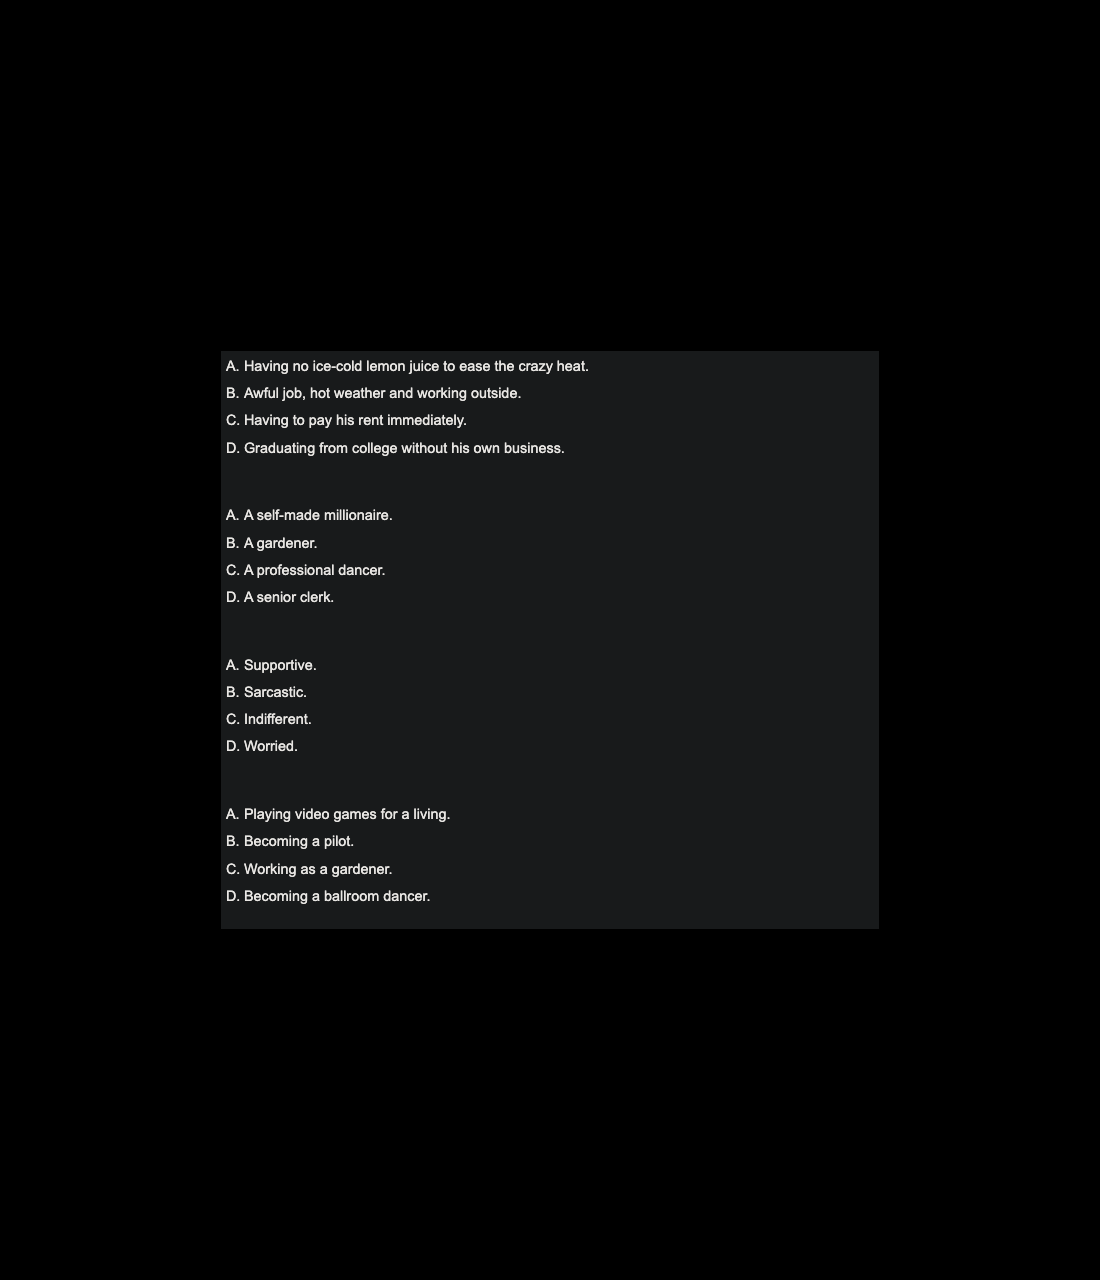 A. Having no ice-cold lemon juice to ease the crazy heat.
B. Awful job, hot weather and working outside.
C. Having to pay his rent immediately.
D. Graduating from college without his own business.
A. A self-made millionaire.
B. A gardener.
C. A professional dancer.
D. A senior clerk.
A. Supportive.
B. Sarcastic.
C. Indifferent.
D. Worried.
A. Playing video games for a living.
B. Becoming a pilot.
C. Working as a gardener.
D. Becoming a ballroom dancer.